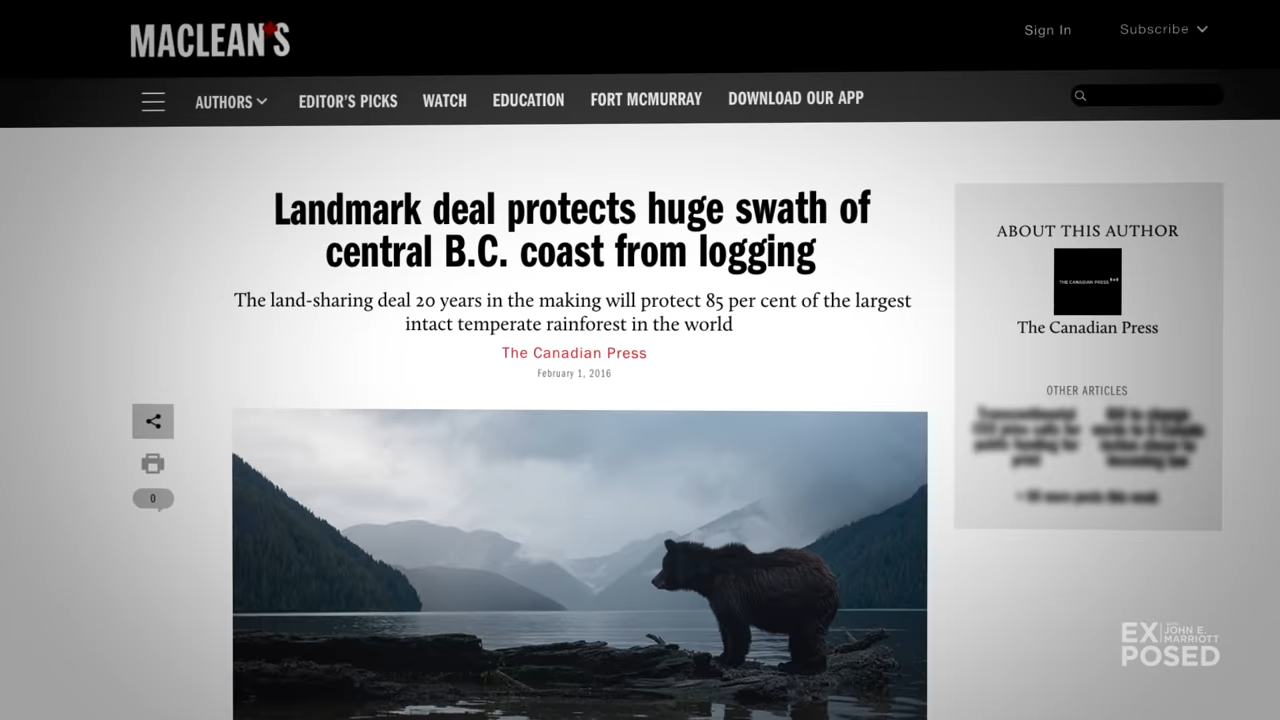 MACLEAN'S
Sign In
Subscribe
AUTHORS
EDITOR'S PICKS
WATCH
EDUCATION
FORT MCMURRAY
DOWNLOAD OUR APP
Landmark deal protects huge swath of
central B.C. coast from logging
The land-sharing deal 20 years in the making will protect 85 per cent of the largest
intact temperate rainforest in the world
The Canadian Press
February 1, 2016
0
ABOUT THIS AUTHOR
THE CANADIAN PRESS
The Canadian Press
OTHER ARTICLES
EX WITH JOHN E.
MARRIOTT
POSED